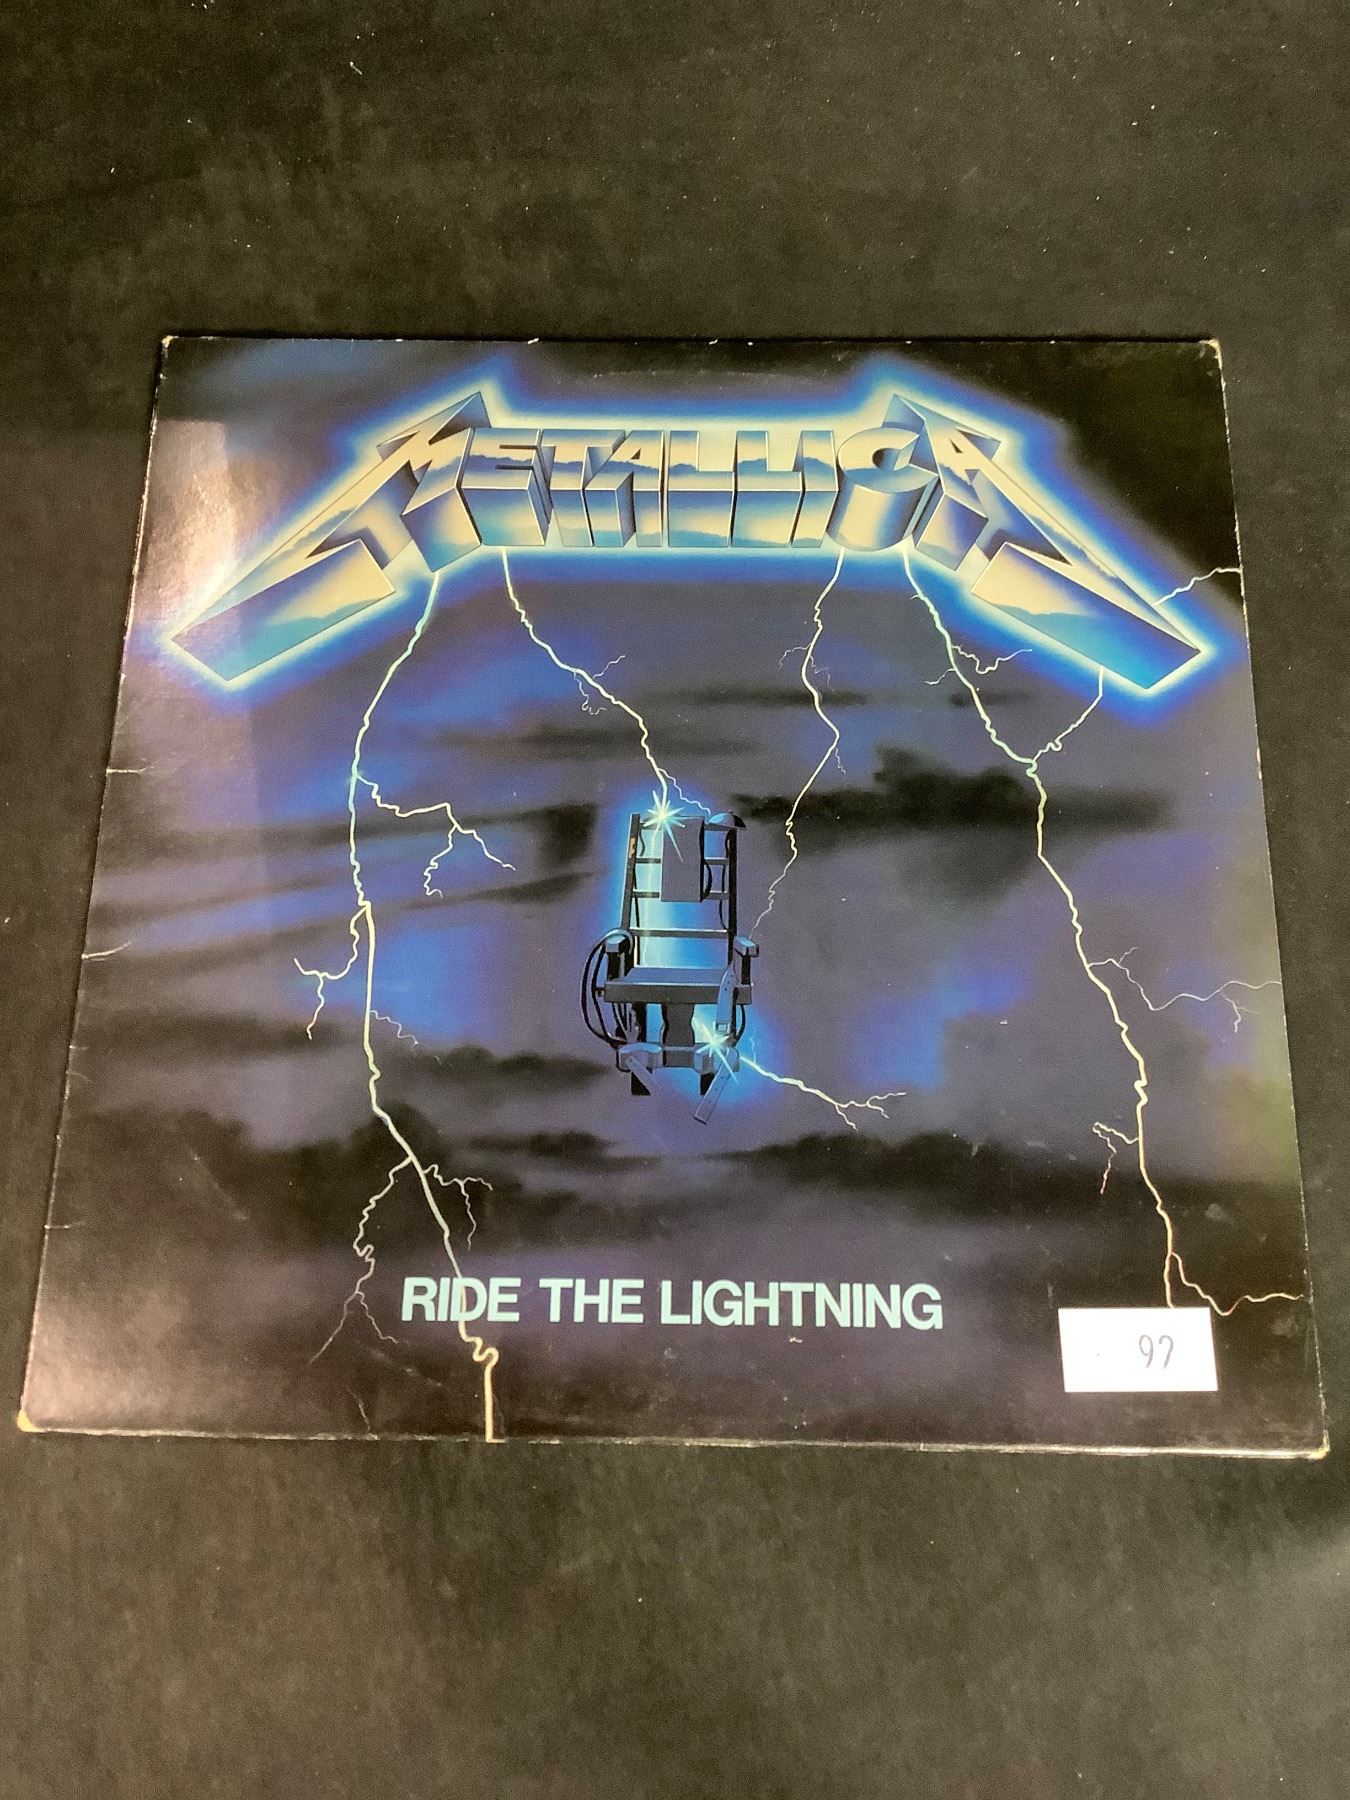 METALLICA
RIDE THE LIGHTNING
97